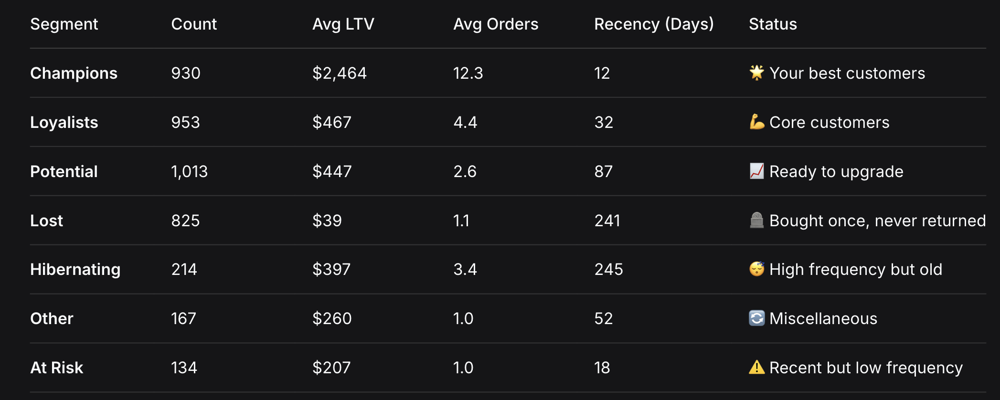 Segment Count Avg LTV Avg Orders Recency (Days) Status
Champions 930 $2,464 12.3 12 🌟 Your best customers
Loyalists 953 $467 4.4 32 💪 Core customers
Potential 1,013 $447 2.6 87 📈 Ready to upgrade
Lost 825 $39 1.1 241 🪦 Bought once, never returned
Hibernating 214 $397 3.4 245 😴 High frequency but old
Other 167 $260 1.0 52 🔄 Miscellaneous
At Risk 134 $207 1.0 18 ⚠️ Recent but low frequency